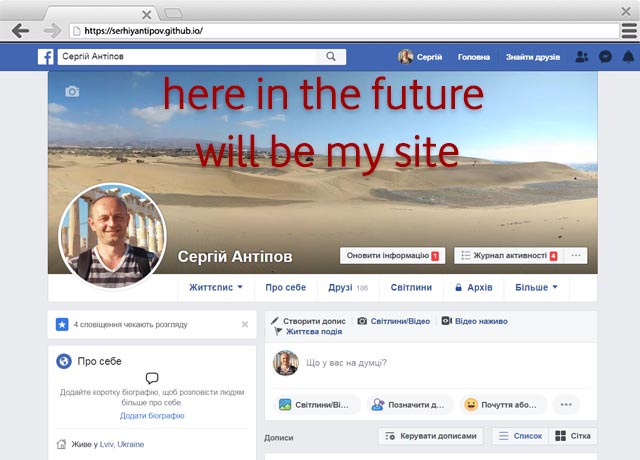 https://serhiyantipov.github.io/
Сергій Антіпов
Сергій Головна Знайти друзів
here in the future
will be my site
Сергій Антіпов
Оновити інформацію 1 Журнал активності 4 ...
Життєпис Про себе Друзі 186 Світлини Архів Більше
4 сповіщення чекають розгляду
Створити допис Світлини/Відео Відео наживо
Життєва подія
Про себе
Що у вас на думці?
Додайте коротку біографію, щоб розповісти людям
більше про себе.
Додати біографію
Світлини/Ві... Позначити д... Почуття або... ...
Живе у Lviv, Ukraine
Дописи Керувати дописами Список Сітка